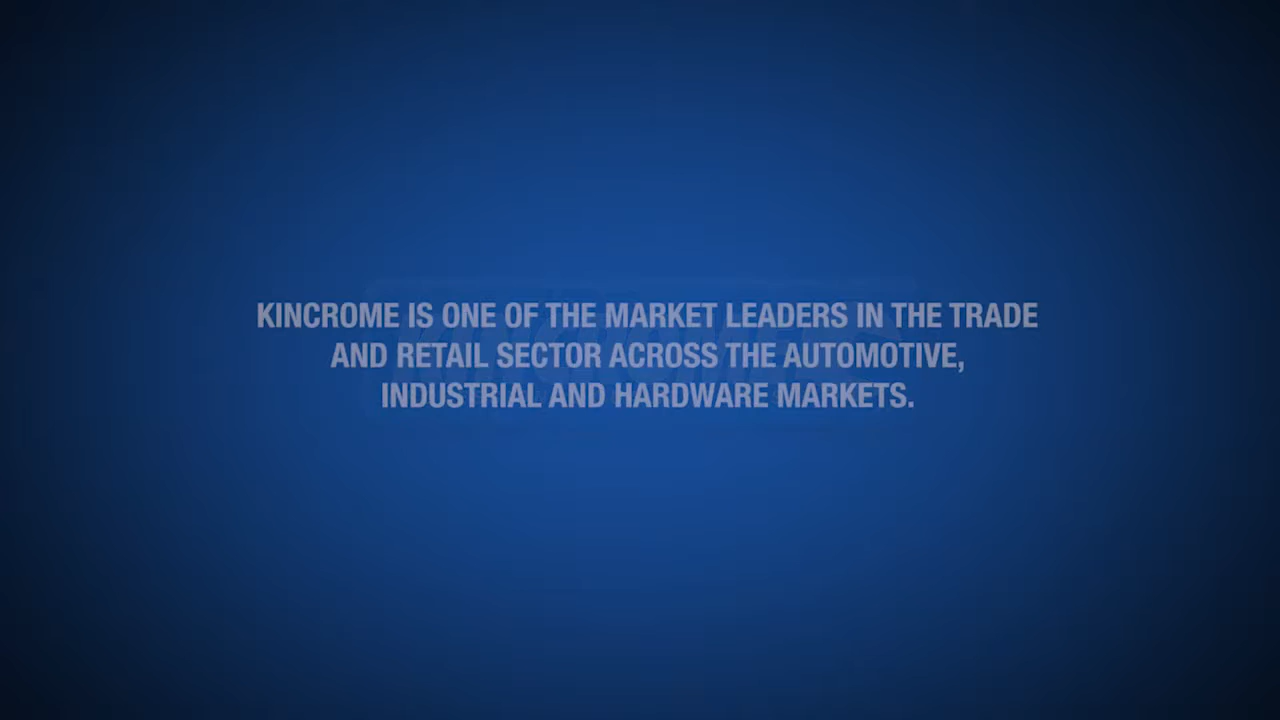 KINCROME IS ONE OF THE MARKET LEADERS IN THE TRADE
AND RETAIL SECTOR ACROSS THE AUTOMOTIVE,
INDUSTRIAL AND HARDWARE MARKETS.